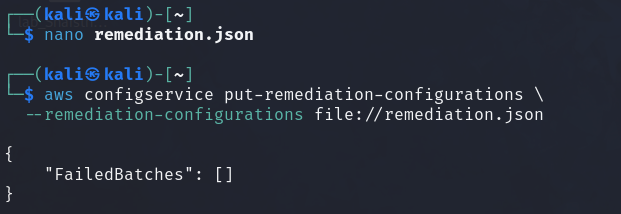 ┌──(kali㉿kali)-[~]
└─$ nano remediation.json
┌──(kali㉿kali)-[~]
└─$ aws configservice put-remediation-configurations \
--remediation-configurations file://remediation.json
{
"FailedBatches": []
}